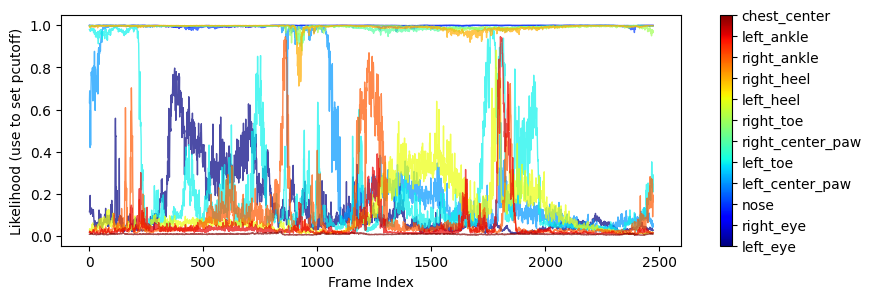 Likelihood (use to set pcutoff)
1.0
0.8
0.6
0.4
0.2
0.0
0
500
1000
1500
2000
2500
Frame Index
chest_center
left_ankle
right_ankle
right_heel
left_heel
right_toe
right_center_paw
left_toe
left_center_paw
nose
right_eye
left_eye